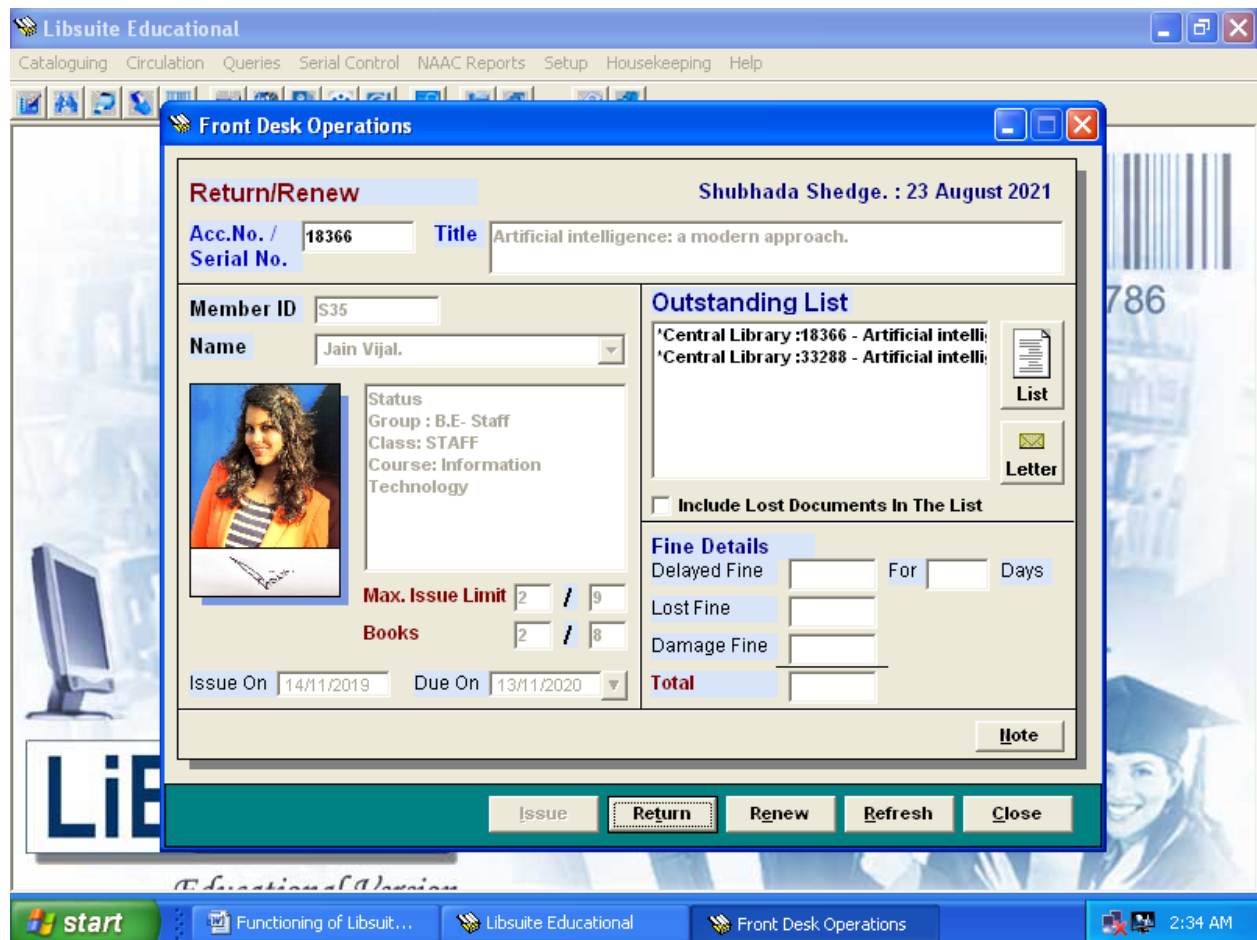 Libsuite Educational
Cataloguing Circulation Queries Serial Control NAAC Reports Setup Housekeeping Help
Front Desk Operations
Return/Renew
Shubhada Shedge. : 23 August 2021
Acc.No. / Serial No.
18366
Title
Artificial intelligence: a modern approach.
Member ID
S35
Name
Jain Vijal.
Status
Group : B.E- Staff
Class: STAFF
Course: Information
Technology
Max. Issue Limit 2 / 9
Books 2 / 8
Issue On 14/11/2019 Due On 13/11/2020
Outstanding List
*Central Library :18366 - Artificial intelli
*Central Library :33288 - Artificial intelli
List
Letter
Include Lost Documents In The List
Fine Details
Delayed Fine For Days
Lost Fine
Damage Fine
Total
Note
Issue Return Renew Refresh Close
786
LiB
Educational Version
start Functioning of Libsuit... Libsuite Educational Front Desk Operations 2:34 AM